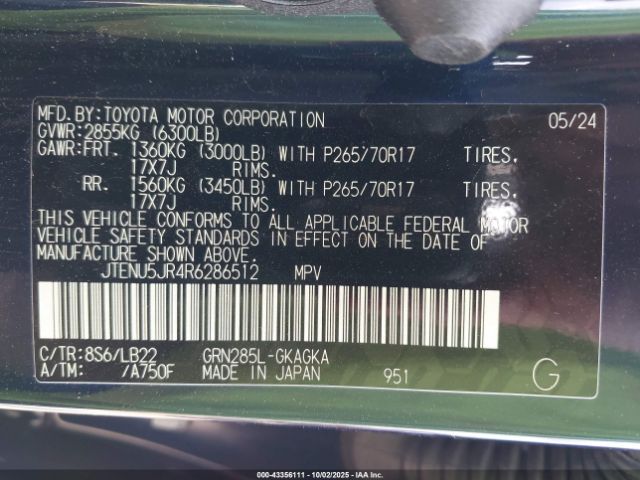 MFD.BY:TOYOTA MOTOR CORPORATION 05/24
GVWR:2855KG (6300LB)
GAWR:FRT. 1360KG (3000LB) WITH P265/70R17 TIRES.
17X7J RIMS.
RR. 1560KG (3450LB) WITH P265/70R17 TIRES.
17X7J RIMS.
THIS VEHICLE CONFORMS TO ALL APPLICABLE FEDERAL MOTOR
VEHICLE SAFETY STANDARDS IN EFFECT ON THE DATE OF
MANUFACTURE SHOWN ABOVE.
JTENU5JR4R6286512 MPV
C/TR:8S6/LB22 GRN285L-GKAGKA
A/TM: /A750F MADE IN JAPAN 951 G
000-43356111 - 10/02/2025 - IAAI. Inc.